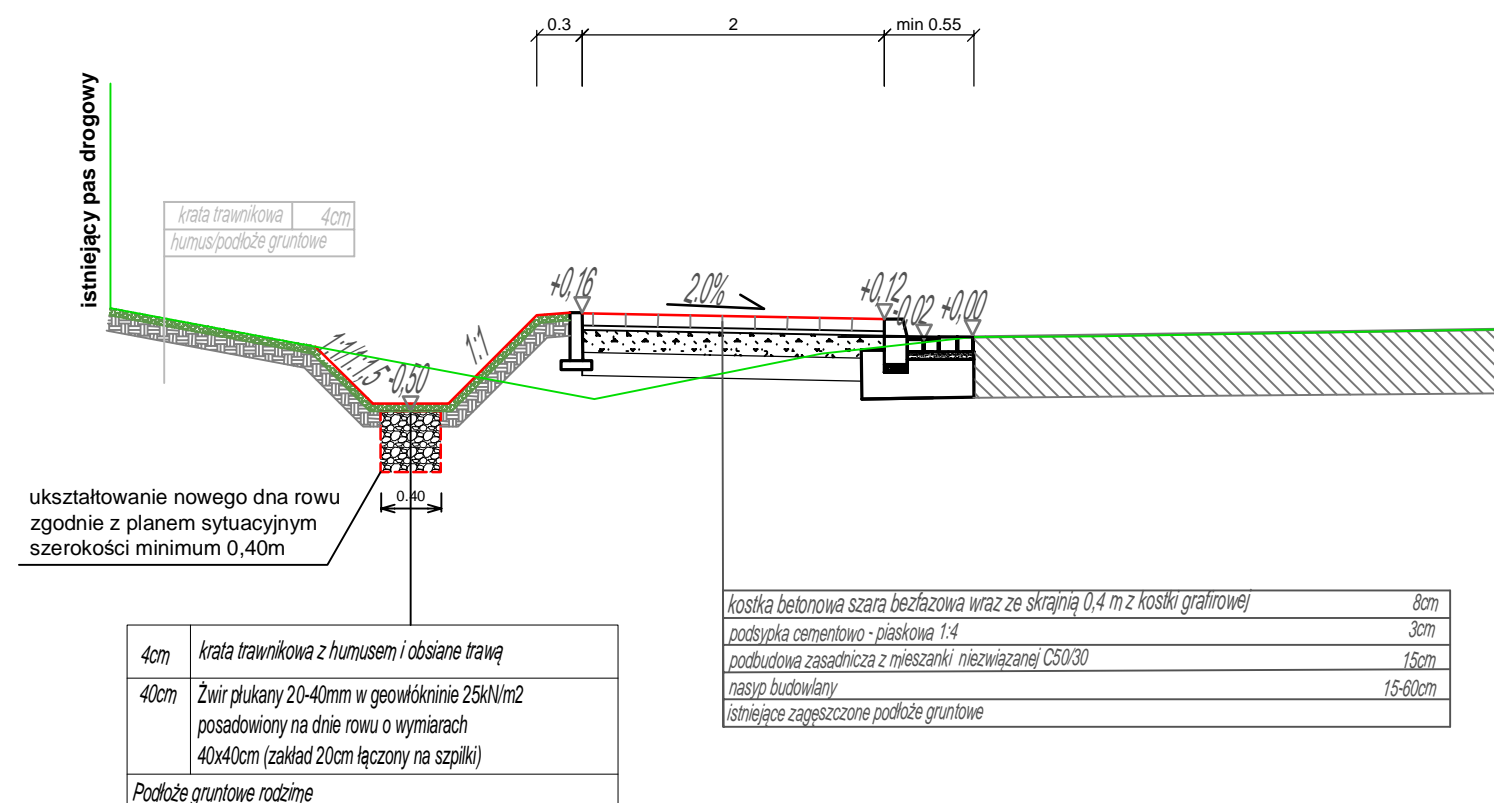 0.3
2
min 0.55
istniejący pas drogowy
krata trawnikowa 4cm
humus/podłoże gruntowe
+0,16
2.0%
+0,12
-0,02
+0,00
1:1/1:1,5
-0,50
1:1
0.40
ukształtowanie nowego dna rowu
zgodnie z planem sytuacyjnym
szerokości minimum 0,40m
kostka betonowa szara bezfazowa wraz ze skrajnią 0,4 m z kostki grafirowej 8cm
podsypka cementowo - piaskowa 1:4 3cm
podbudowa zasadnicza z mieszanki niezwiązanej C50/30 15cm
nasyp budowlany 15-60cm
istniejące zagęszczone podłoże gruntowe
4cm krata trawnikowa z humusem i obsiane trawą
40cm Żwir płukany 20-40mm w geowłókninie 25kN/m2
posadowiony na dnie rowu o wymiarach
40x40cm (zakład 20cm łączony na szpilki)
Podłoże gruntowe rodzime